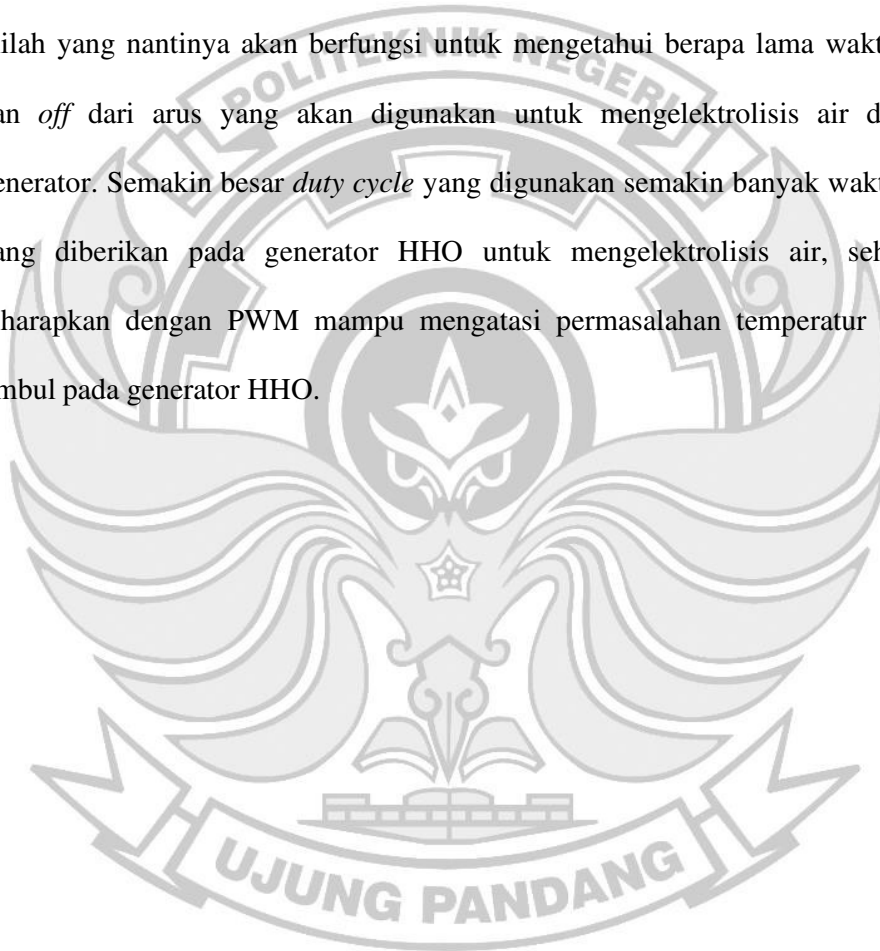 ilah yang nantinya akan berfungsi untuk mengetahui berapa lama wakt
an off dari arus yang akan digunakan untuk mengelektrolisis air d
enerator. Semakin besar duty cycle yang digunakan semakin banyak wakt
ang diberikan pada generator HHO untuk mengelektrolisis air, seh
harapkan dengan PWM mampu mengatasi permasalahan temperatur
mbul pada generator HHO.
POLITEKNIK NEGERI
UJUNG PANDANG